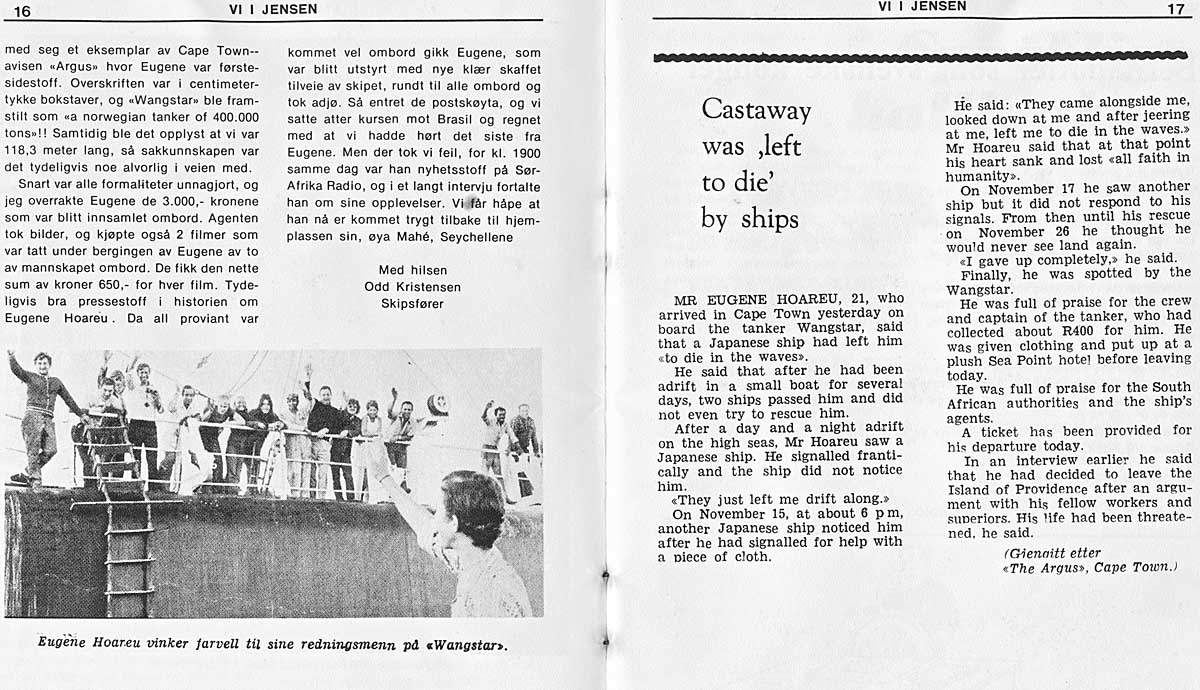 16
VI I JENSEN
med seg et eksemplar av Cape Town--
avisen «Argus» hvor Eugene var første-
sidestoff. Overskriften var i centimeter-
tykke bokstaver, og «Wangstar» ble fram-
stilt som «a norwegian tanker of 400.000
tons»!! Samtidig ble det opplyst at vi var
118,3 meter lang, så sakkunnskapen var
det tydeligvis noe alvorlig i veien med.
Snart var alle formaliteter unnagjort, og
jeg overrakte Eugene de 3.000,- kronene
som var blitt innsamlet ombord. Agenten
tok bilder, og kjøpte også 2 filmer som
var tatt under bergingen av Eugene av to
av mannskapet ombord. De fikk den nette
sum av kroner 650,- for hver film. Tyde-
ligvis bra pressestoff i historien om
Eugene Hoareu . Da all proviant var
kommet vel ombord gikk Eugene, som
var blitt utstyrt med nye klær skaffet
tilveie av skipet, rundt til alle ombord og
tok adjø. Så entret de postskøyta, og vi
satte atter kursen mot Brasil og regnet
med at vi hadde hørt det siste fra
Eugene. Men der tok vi feil, for kl. 1900
samme dag var han nyhetsstoff på Sør-
Afrika Radio, og i et langt intervju fortalte
han om sine opplevelser. Vi får håpe at
han nå er kommet trygt tilbake til hjem-
plassen sin, øya Mahé, Seychellene
Med hilsen
Odd Kristensen
Skipsfører
Eugène Hoareu vinker farvell til sine redningsmenn på «Wangstar».
VI I JENSEN
17
Castaway
was ‚left
to die’
by ships
MR EUGENE HOAREU, 21, who
arrived in Cape Town yesterday on
board the tanker Wangstar, said
that a Japanese ship had left him
«to die in the waves».
He said that after he had been
adrift in a small boat for several
days, two ships passed him and did
not even try to rescue him.
After a day and a night adrift
on the high seas, Mr Hoareu saw a
Japanese ship. He signalled franti-
cally and the ship did not notice
him.
«They just left me drift along.»
On November 15, at about 6 p m,
another Japanese ship noticed him
after he had signalled for help with
a piece of cloth.
He said: «They came alongside me,
looked down at me and after jeering
at me, left me to die in the waves.»
Mr Hoareu said that at that point
his heart sank and lost «all faith in
humanity».
On November 17 he saw another
ship but it did not respond to his
signals. From then until his rescue
on November 26 he thought he
would never see land again.
«I gave up completely,» he said.
Finally, he was spotted by the
Wangstar.
He was full of praise for the crew
and captain of the tanker, who had
collected about R400 for him. He
was given clothing and put up at a
plush Sea Point hotel before leaving
today.
He was full of praise for the South
African authorities and the ship's
agents.
A ticket has been provided for
his departure today.
In an interview earlier he said
that he had decided to leave the
Island of Providence after an argu-
ment with his fellow workers and
superiors. His life had been threate-
ned, he said.
(Gjengitt etter
«The Argus», Cape Town.)